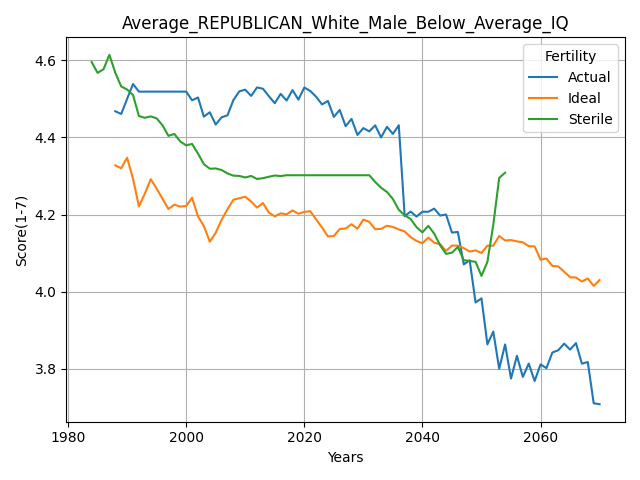 Average_REPUBLICAN_White_Male_Below_Average_IQ
Score(1-7)
4.6
4.4
4.2
4.0
3.8
Fertility
Actual
Ideal
Sterile
1980
2000
2020
2040
2060
Years